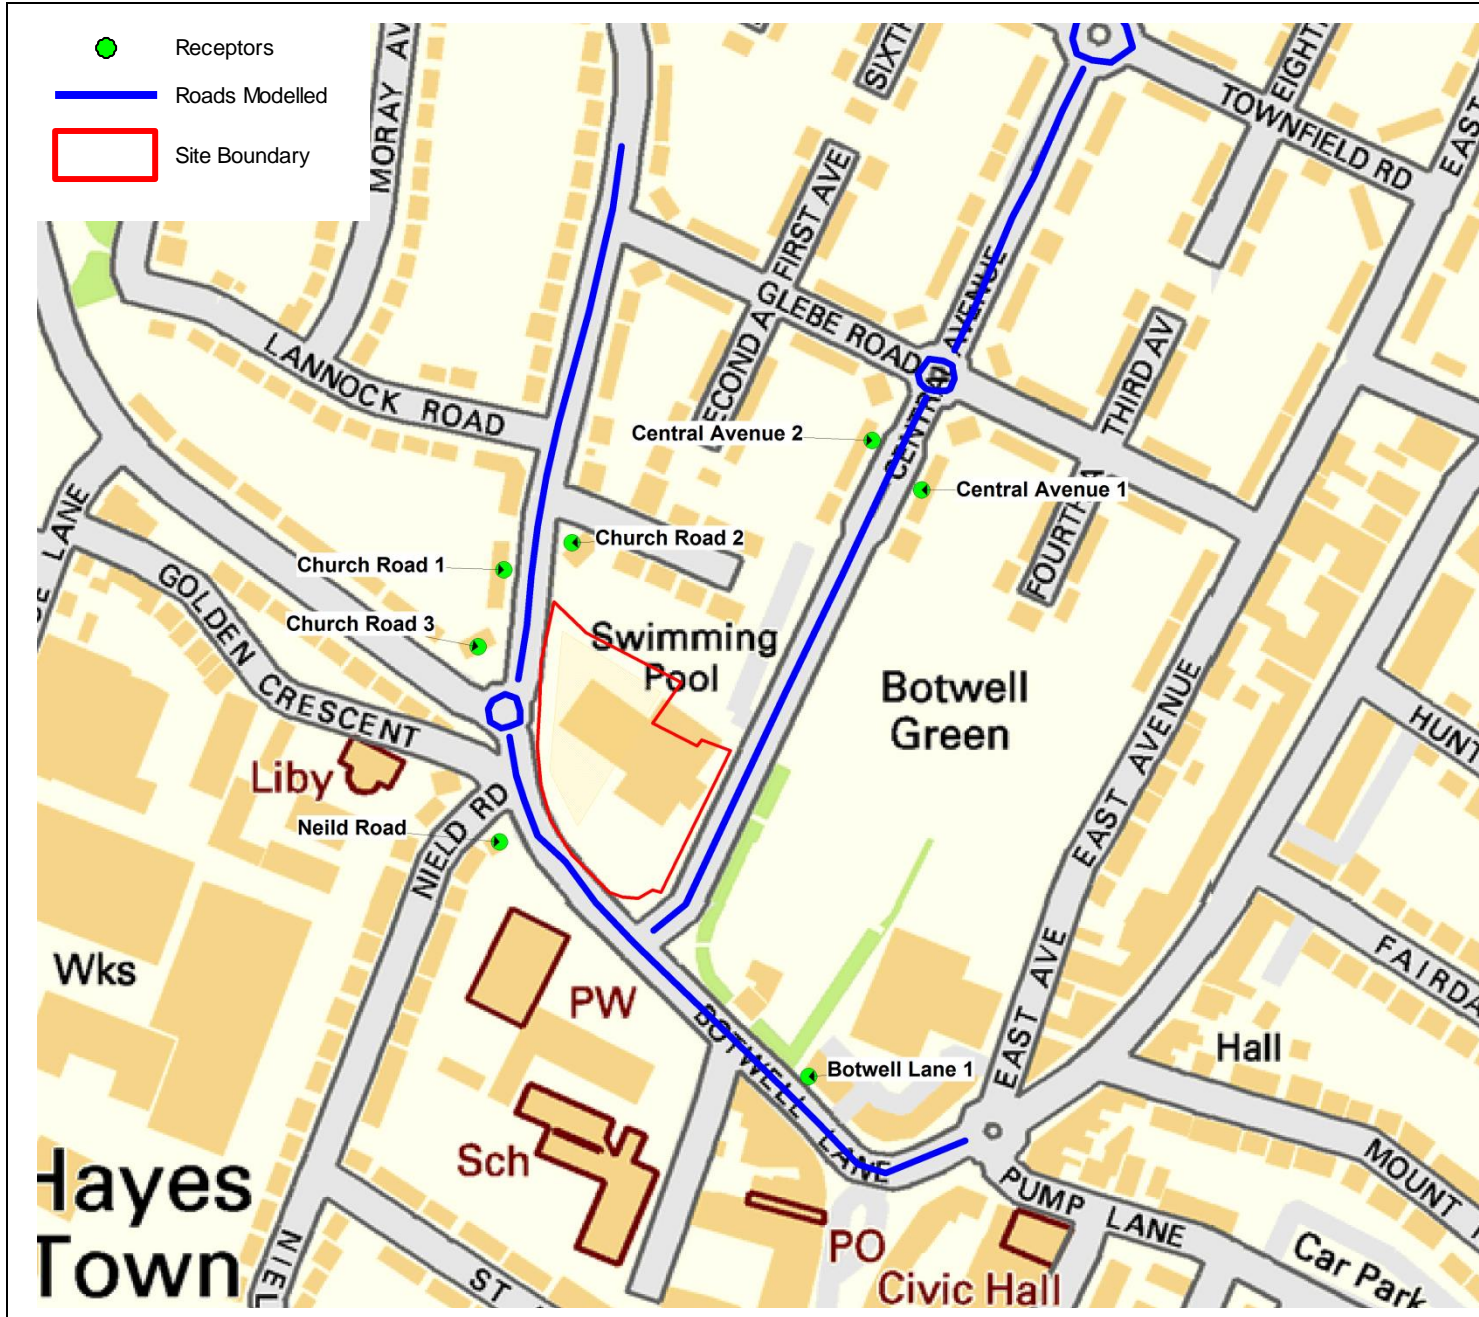 Receptors
Roads Modelled
Site Boundary
MORAY AV
SIXTH
EIGHTH
TOWNFIELD RD
EAST
FIRST AVE
SECOND A
GLEBE ROAD
CENTRAL AVENUE
THIRD AV
LANNOCK ROAD
Central Avenue 2
CENTR
Central Avenue 1
FOURTH A
Church Road 2
Church Road 1
Church Road 3
LANE
GOLDEN CRESCENT
Swimming
Pool
Botwell
Green
EAST AVENUE
EAST AVENUE
HUNT
Liby
Neild Road
NIELD RD
Wks
PW
FAIRDA
BOTWELL LANE
EAST AVE
Hall
Botwell Lane 1
Sch
MOUNT
Hayes
Town
PUMP LANE
PO
Civic Hall
Car Park
NIEL
ST